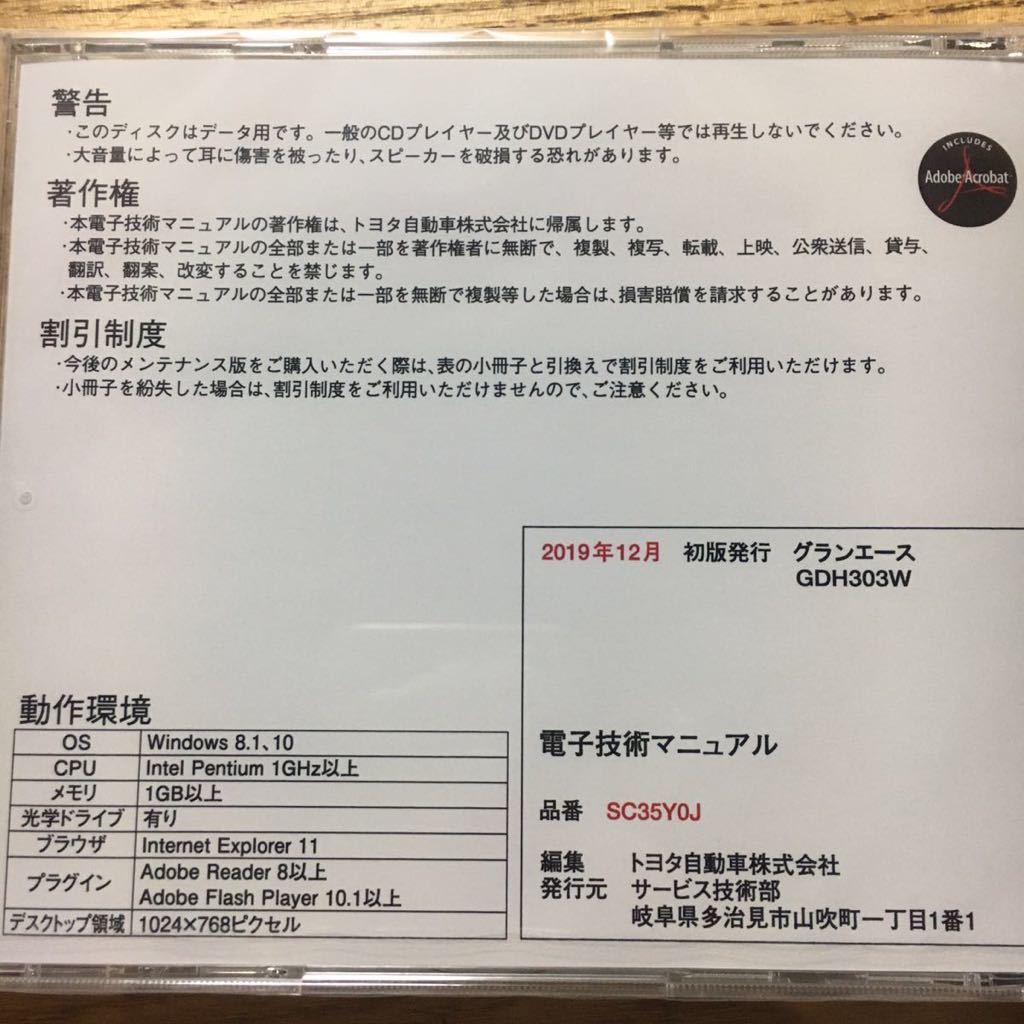 警告
・このディスクはデータ用です。一般のCDプレイヤー及びDVDプレイヤー等では再生しないでください。
・大音量によって耳に傷害を被ったり、スピーカーを破損する恐れがあります。
INCLUDES
Adobe Acrobat
著作権
・本電子技術マニュアルの著作権は、トヨタ自動車株式会社に帰属します。
・本電子技術マニュアルの全部または一部を著作権者に無断で、複製、複写、転載、上映、公衆送信、貸与、
翻訳、翻案、改変することを禁じます。
・本電子技術マニュアルの全部または一部を無断で複製等した場合は、損害賠償を請求することがあります。
割引制度
・今後のメンテナンス版をご購入いただく際は、表の小冊子と引換えで割引制度をご利用いただけます。
・小冊子を紛失した場合は、割引制度をご利用いただけませんので、ご注意ください。
2019年12月 初版発行 グランエース
GDH303W
電子技術マニュアル
品番 SC35Y0J
編集 トヨタ自動車株式会社
発行元 サービス技術部
岐阜県多治見市山吹町一丁目1番1
動作環境
OS Windows 8.1、10
CPU Intel Pentium 1GHz以上
メモリ 1GB以上
光学ドライブ 有り
ブラウザ Internet Explorer 11
プラグイン Adobe Reader 8以上
Adobe Flash Player 10.1以上
デスクトップ領域 1024×768ピクセル